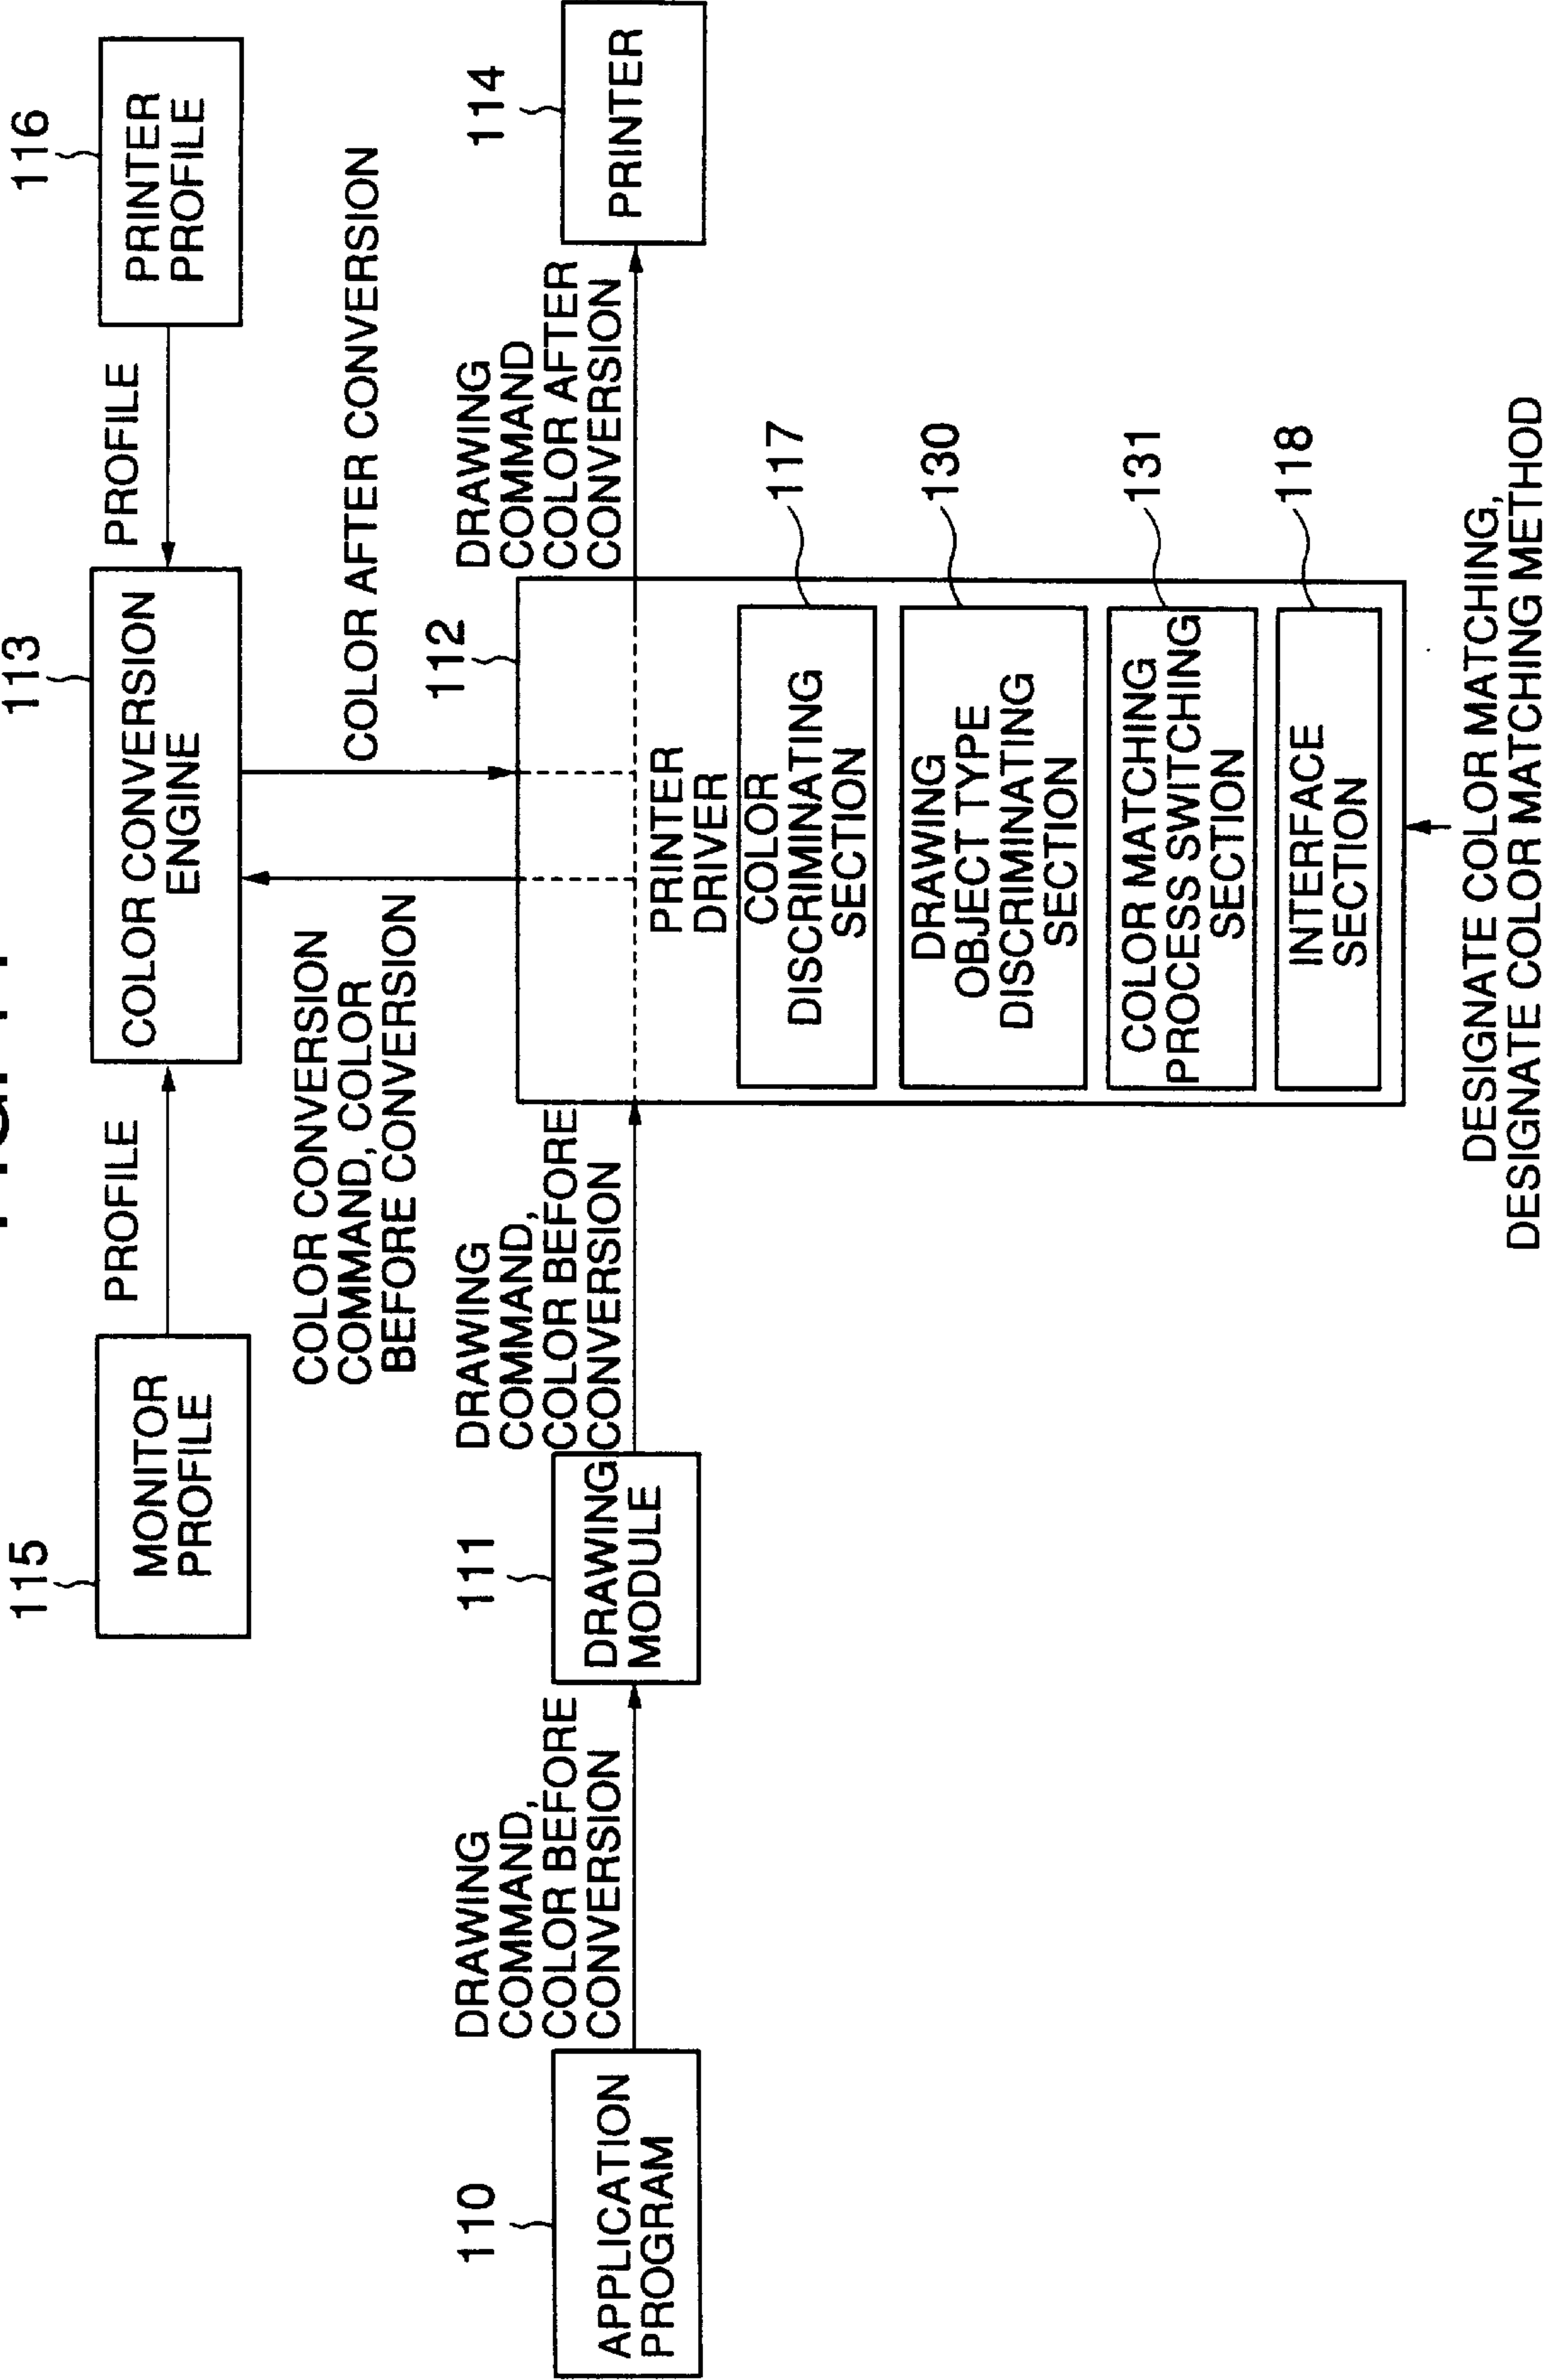 115
MONITOR
PROFILE
PROFILE
113
COLOR CONVERSION
ENGINE
PROFILE
116
PRINTER
PROFILE
COLOR CONVERSION
COMMAND, COLOR
BEFORE CONVERSION
COLOR AFTER CONVERSION
110
APPLICATION
PROGRAM
DRAWING
COMMAND,
COLOR BEFORE
CONVERSION
111
DRAWING
MODULE
DRAWING
COMMAND,
COLOR BEFORE
CONVERSION
112
PRINTER
DRIVER
COLOR
DISCRIMINATING
SECTION
117
DRAWING
OBJECT TYPE
DISCRIMINATING
SECTION
130
COLOR MATCHING
PROCESS SWITCHING
SECTION
131
INTERFACE
SECTION
118
DRAWING
COMMAND
COLOR AFTER
CONVERSION
114
PRINTER
DESIGNATE COLOR MATCHING,
DESIGNATE COLOR MATCHING METHOD